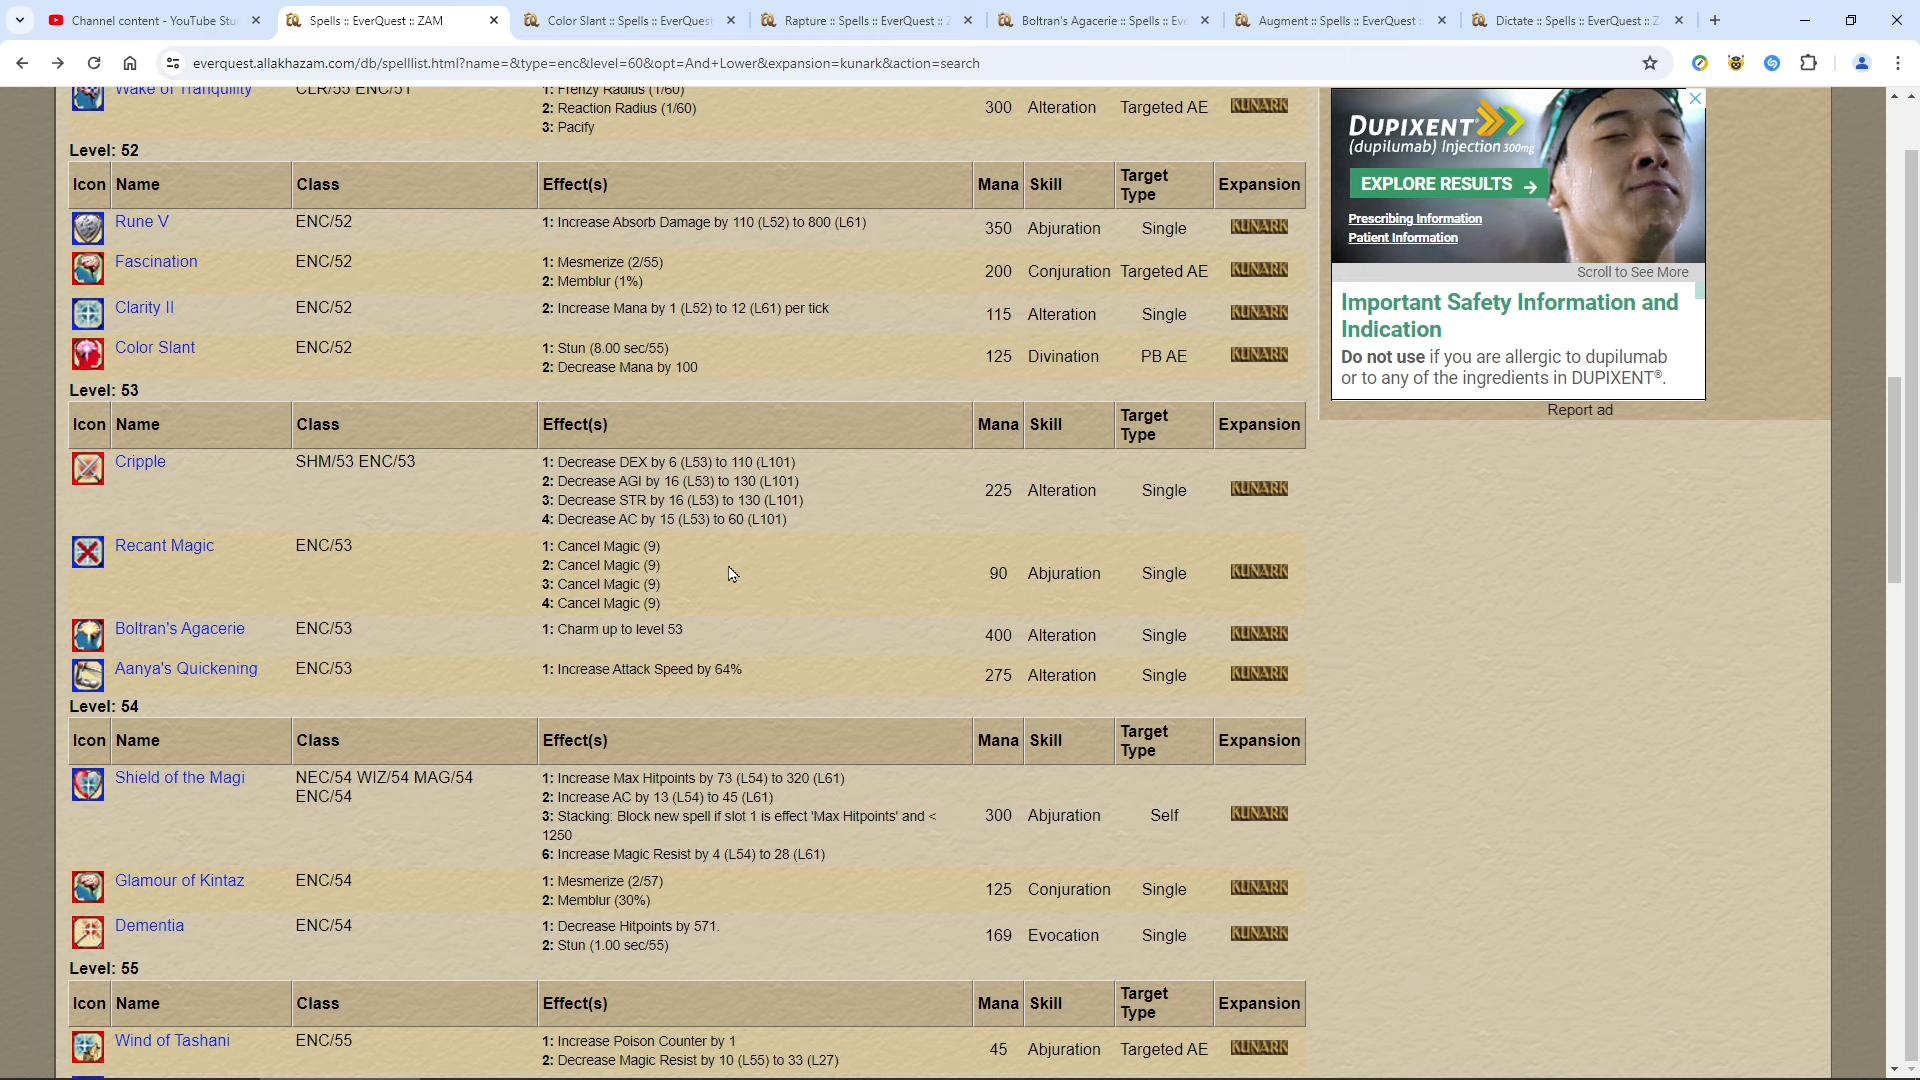 Channel content - YouTube Stu
Spells :: EverQuest :: ZAM
Color Slant :: Spells :: EverQuest
Rapture :: Spells :: EverQuest :: Z
Boltran's Agacerie :: Spells :: Eve
Augment :: Spells :: EverQuest ::
Dictate :: Spells :: EverQuest :: Z
everquest.allakhazam.com/db/spelllist.html?name=&type=enc&level=60&opt=And+Lower&expansion=kunark&action=search
Wake of Tranquility CLR/55 ENC/51 1: Frenzy Radius (1/60)
2: Reaction Radius (1/60) 300 Alteration Targeted AE KUNARK
3: Pacify
Level: 52
Icon Name Class Effect(s) Mana Skill Target Type Expansion
Rune V ENC/52 1: Increase Absorb Damage by 110 (L52) to 800 (L61) 350 Abjuration Single KUNARK
Fascination ENC/52 1: Mesmerize (2/55) 200 Conjuration Targeted AE KUNARK
2: Memblur (1%)
Clarity II ENC/52 2: Increase Mana by 1 (L52) to 12 (L61) per tick 115 Alteration Single KUNARK
Color Slant ENC/52 1: Stun (8.00 sec/55) 125 Divination PB AE KUNARK
2: Decrease Mana by 100
Level: 53
Icon Name Class Effect(s) Mana Skill Target Type Expansion
Cripple SHM/53 ENC/53 1: Decrease DEX by 6 (L53) to 110 (L101)
2: Decrease AGI by 16 (L53) to 130 (L101) 225 Alteration Single KUNARK
3: Decrease STR by 16 (L53) to 130 (L101)
4: Decrease AC by 15 (L53) to 60 (L101)
Recant Magic ENC/53 1: Cancel Magic (9)
2: Cancel Magic (9) 90 Abjuration Single KUNARK
3: Cancel Magic (9)
4: Cancel Magic (9)
Boltran's Agacerie ENC/53 1: Charm up to level 53 400 Alteration Single KUNARK
Aanya's Quickening ENC/53 1: Increase Attack Speed by 64% 275 Alteration Single KUNARK
Level: 54
Icon Name Class Effect(s) Mana Skill Target Type Expansion
Shield of the Magi NEC/54 WIZ/54 MAG/54 1: Increase Max Hitpoints by 73 (L54) to 320 (L61)
ENC/54 2: Increase AC by 13 (L54) to 45 (L61)
3: Stacking: Block new spell if slot 1 is effect 'Max Hitpoints' and < 300 Abjuration Self KUNARK
1250
6: Increase Magic Resist by 4 (L54) to 28 (L61)
Glamour of Kintaz ENC/54 1: Mesmerize (2/57) 125 Conjuration Single KUNARK
2: Memblur (30%)
Dementia ENC/54 1: Decrease Hitpoints by 571. 169 Evocation Single KUNARK
2: Stun (1.00 sec/55)
Level: 55
Icon Name Class Effect(s) Mana Skill Target Type Expansion
Wind of Tashani ENC/55 1: Increase Poison Counter by 1 45 Abjuration Targeted AE KUNARK
2: Decrease Magic Resist by 10 (L55) to 33 (L27)
DUPIXENT
(dupilumab) Injection 300mg
EXPLORE RESULTS
Prescribing Information
Patient Information
Scroll to See More
Important Safety Information and
Indication
Do not use if you are allergic to dupilumab
or to any of the ingredients in DUPIXENT®.
Report ad